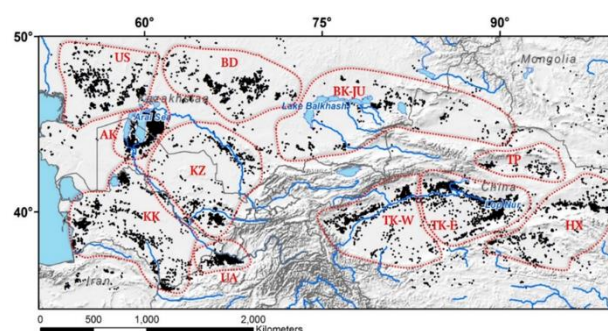 60° 75° 90°
50°
US BD Mongolia
Kazakhstan BK-JU
Lake Balkhash
AK Aral Sea
KZ TP
China
40° KK TK-W TK-E Lop Nur HX
UA
Iran
0 500 1,000 2,000
Kilometers